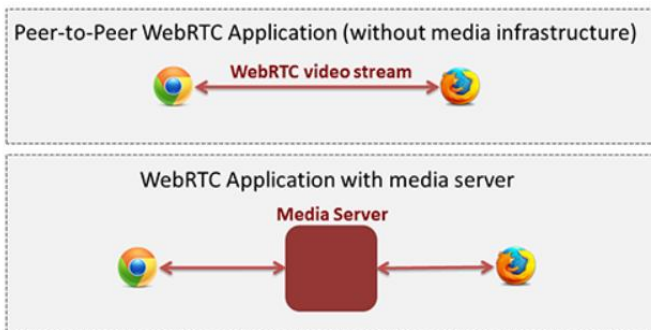 Peer-to-Peer WebRTC Application (without media infrastructure)
WebRTC video stream
WebRTC Application with media server
Media Server